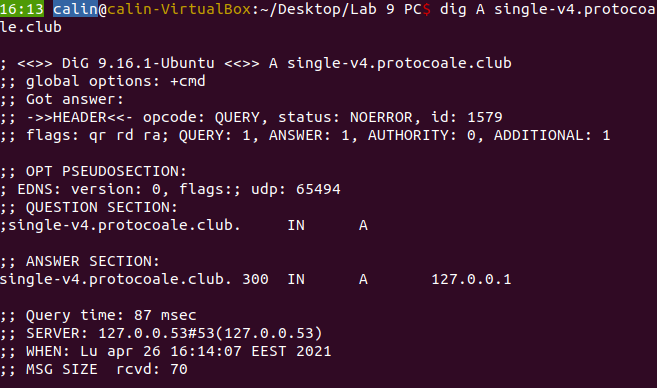 16:13 calin@calin-VirtualBox:~/Desktop/Lab 9 PC$ dig A single-v4.protocoa
le.club

; <<>> DiG 9.16.1-Ubuntu <<>> A single-v4.protocoale.club
;; global options: +cmd
;; Got answer:
;; ->>HEADER<<- opcode: QUERY, status: NOERROR, id: 1579
;; flags: qr rd ra; QUERY: 1, ANSWER: 1, AUTHORITY: 0, ADDITIONAL: 1

;; OPT PSEUDOSECTION:
; EDNS: version: 0, flags:; udp: 65494
;; QUESTION SECTION:
;single-v4.protocoale.club.	IN	A

;; ANSWER SECTION:
single-v4.protocoale.club. 300	IN	A	127.0.0.1

;; Query time: 87 msec
;; SERVER: 127.0.0.53#53(127.0.0.53)
;; WHEN: Lu apr 26 16:14:07 EEST 2021
;; MSG SIZE  rcvd: 70